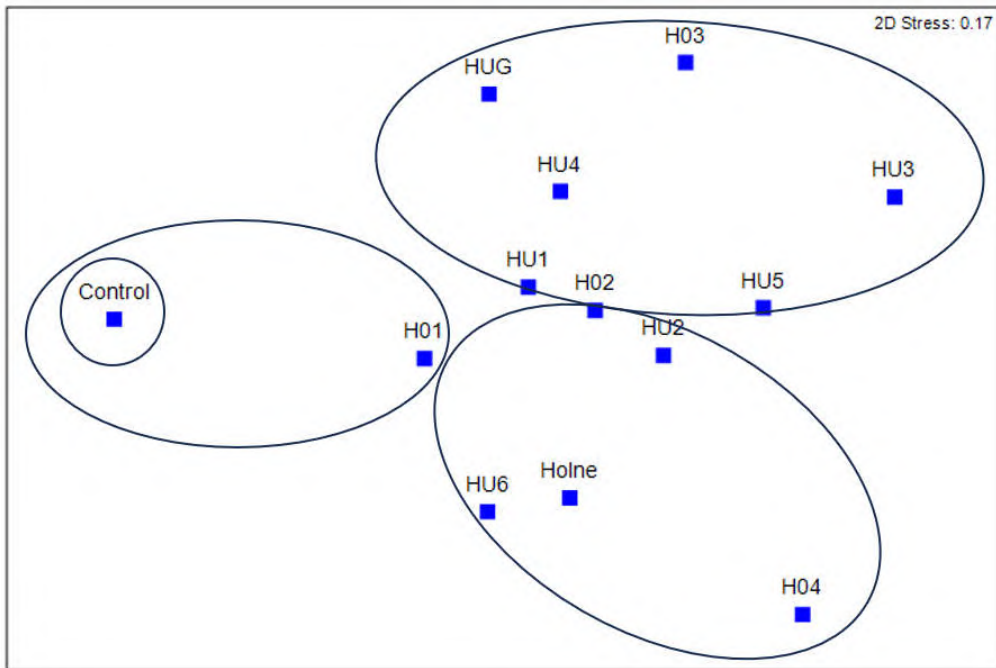 2D Stress: 0.17
H03
HUG
HU4
HU3
HU1
H02
HU5
Control
H01
HU2
Holne
HU6
H04